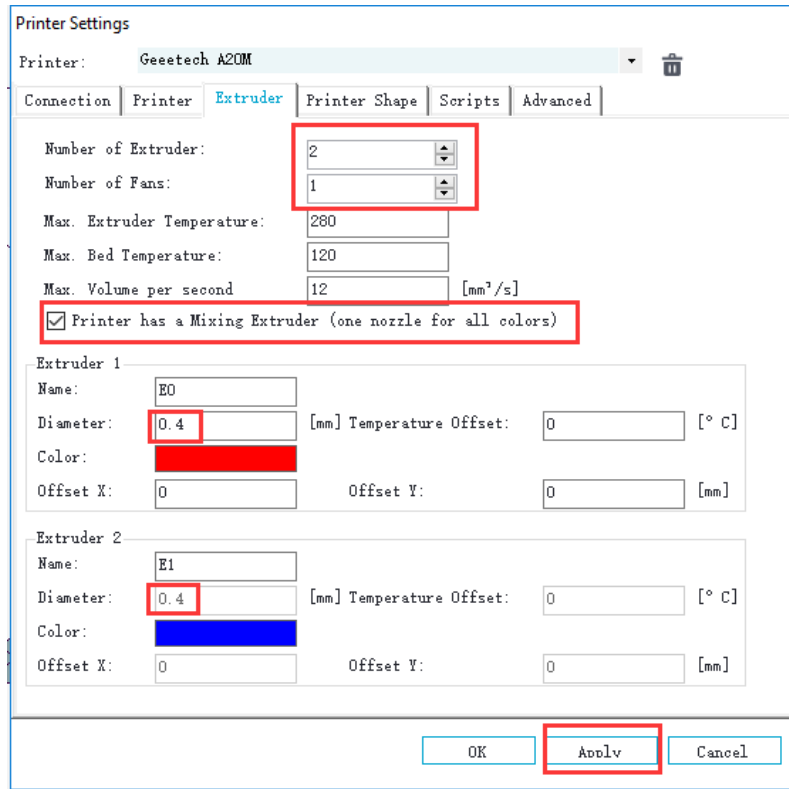 Printer Settings
Printer: Geeetech A20M
Connection Printer Extruder Printer Shape Scripts Advanced
Number of Extruder: 2
Number of Fans: 1
Max. Extruder Temperature: 280
Max. Bed Temperature: 120
Max. Volume per second 12 [mm³/s]
Printer has a Mixing Extruder (one nozzle for all colors)
Extruder 1
Name: E0
Diameter: 0.4 [mm] Temperature Offset: 0 [° C]
Color:
Offset X: 0 Offset Y: 0 [mm]
Extruder 2
Name: E1
Diameter: 0.4 [mm] Temperature Offset: 0 [° C]
Color:
Offset X: 0 Offset Y: 0 [mm]
OK Apply Cancel